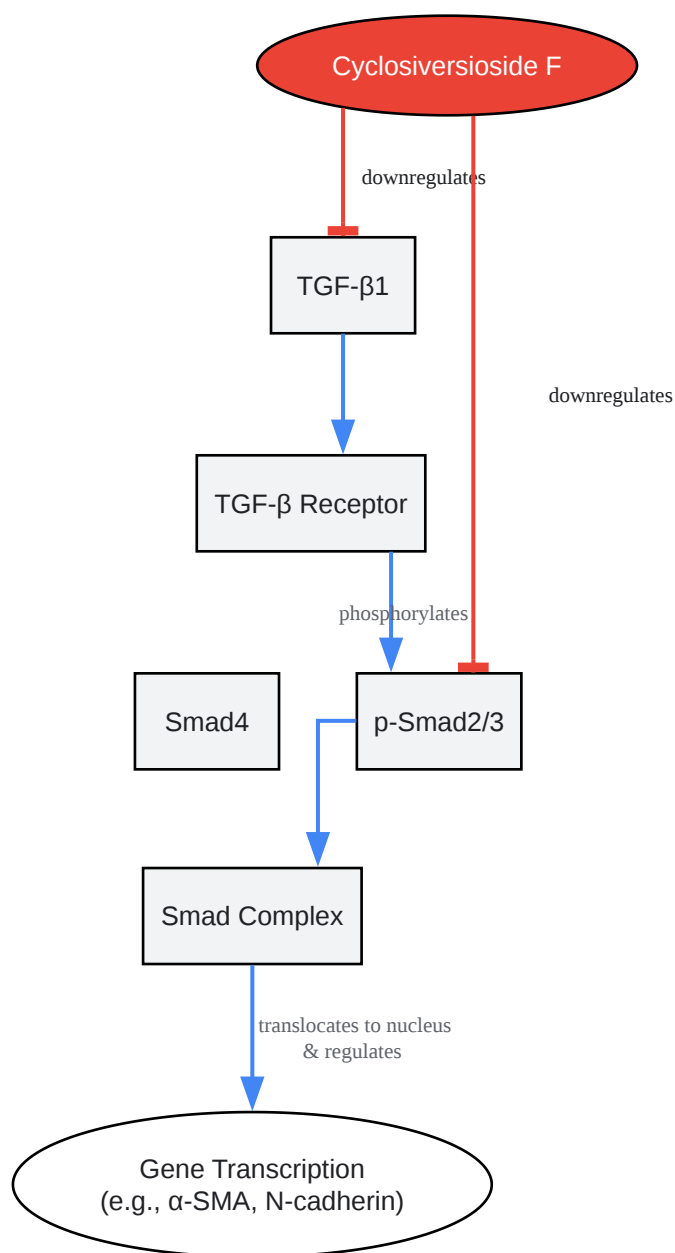 Cyclosiversioside F
downregulates
TGF-β1
downregulates
TGF-β Receptor
phosphorylates
Smad4
p-Smad2/3
Smad Complex
translocates to nucleus
& regulates
Gene Transcription
(e.g., α-SMA, N-cadherin)